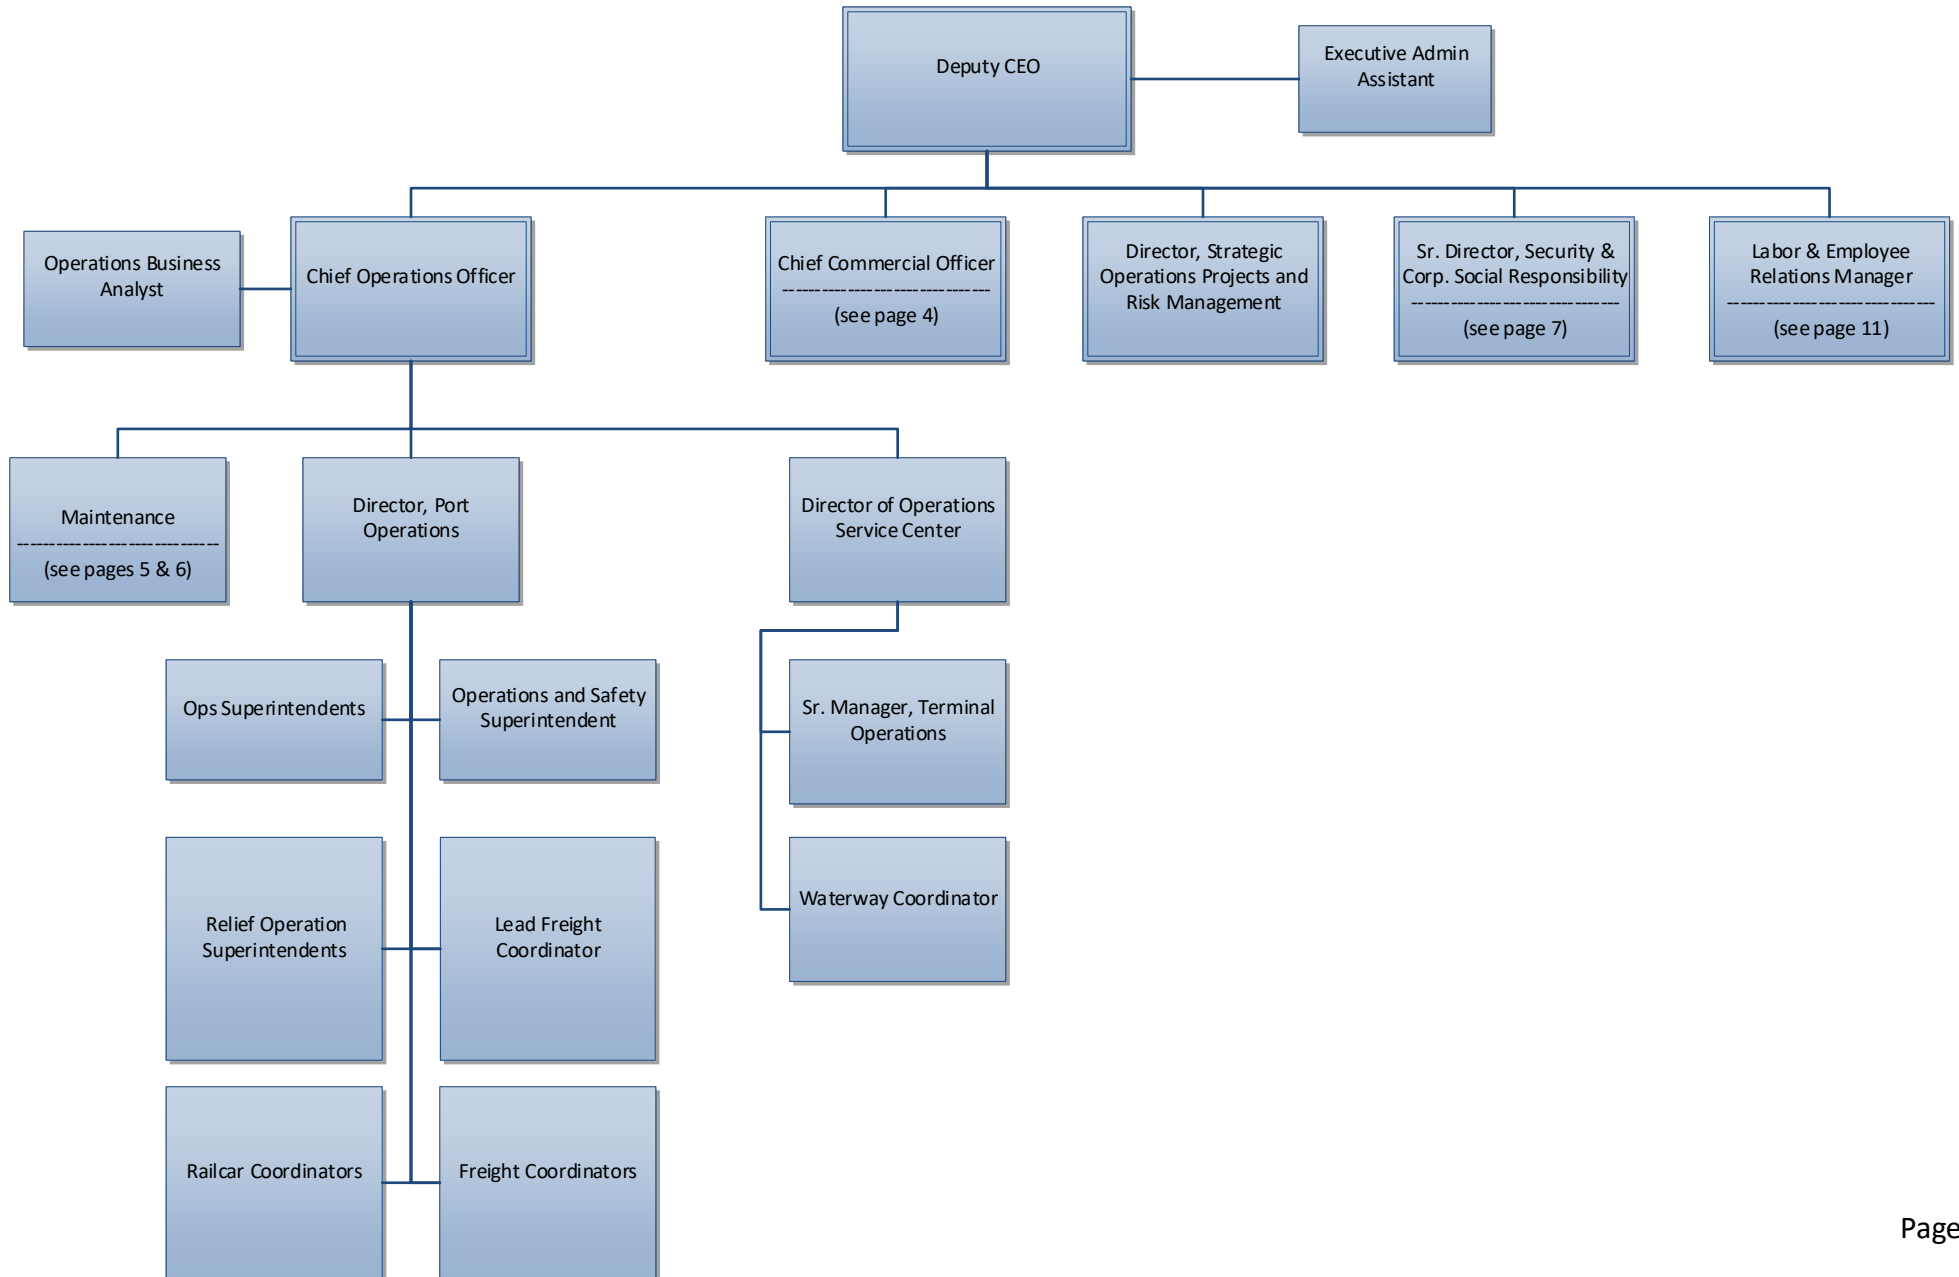 Deputy CEO
Executive Admin
Assistant
Operations Business
Analyst
Chief Operations Officer
Chief Commercial Officer
--------------------------------
(see page 4)
Director, Strategic
Operations Projects and
Risk Management
Sr. Director, Security &
Corp. Social Responsibility
--------------------------------
(see page 7)
Labor & Employee
Relations Manager
--------------------------------
(see page 11)
Maintenance
-------------------------------
(see pages 5 & 6)
Director, Port
Operations
Director of Operations
Service Center
Ops Superintendents
Operations and Safety
Superintendent
Sr. Manager, Terminal
Operations
Relief Operation
Superintendents
Lead Freight
Coordinator
Waterway Coordinator
Railcar Coordinators
Freight Coordinators
Page